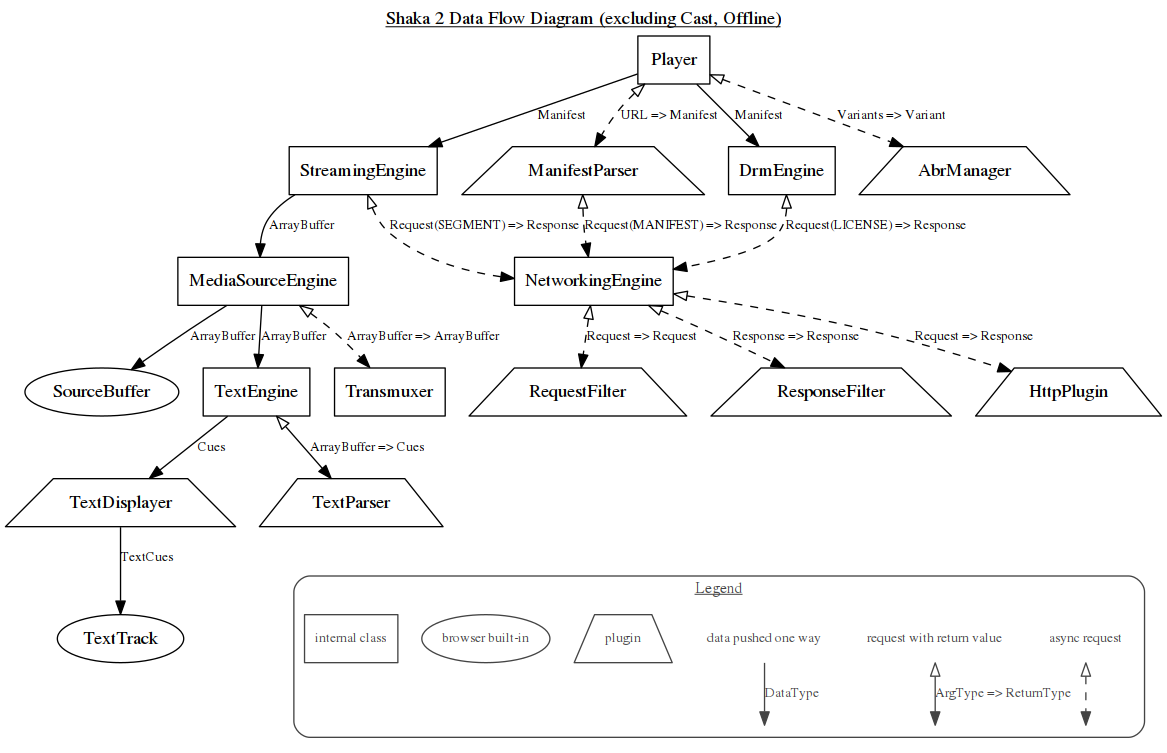 Shaka 2 Data Flow Diagram (excluding Cast, Offline)
Player
Manifest
URL => Manifest
Manifest
Variants => Variant
StreamingEngine
ManifestParser
DrmEngine
AbrManager
ArrayBuffer
Request(SEGMENT) => Response
Request(MANIFEST) => Response
Request(LICENSE) => Response
MediaSourceEngine
NetworkingEngine
ArrayBuffer
ArrayBuffer
ArrayBuffer => ArrayBuffer
Request => Request
Response => Response
Request => Response
SourceBuffer
TextEngine
Transmuxer
RequestFilter
ResponseFilter
HttpPlugin
Cues
ArrayBuffer => Cues
TextDisplayer
TextParser
TextCues
TextTrack
Legend
internal class
browser built-in
plugin
data pushed one way
request with return value
async request
DataType
ArgType => ReturnType